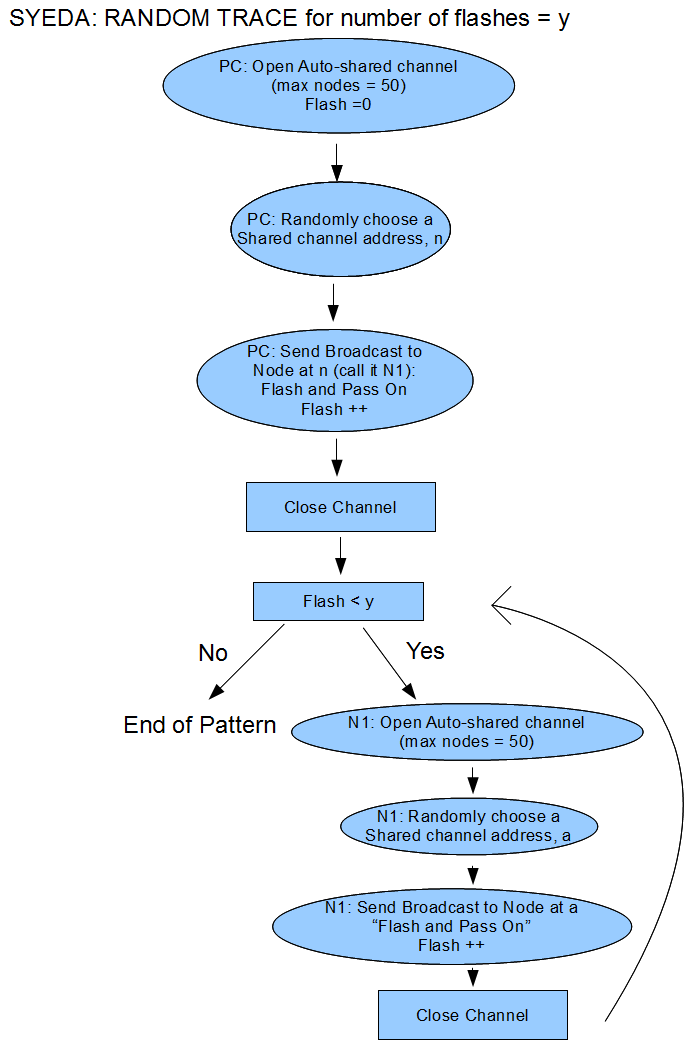 SYEDA: RANDOM TRACE for number of flashes = y
PC: Open Auto-shared channel
(max nodes = 50)
Flash =0
PC: Randomly choose a
Shared channel address, n
PC: Send Broadcast to
Node at n (call it N1):
Flash and Pass On
Flash ++
Close Channel
Flash < y
No
Yes
End of Pattern
N1: Open Auto-shared channel
(max nodes = 50)
N1: Randomly choose a
Shared channel address, a
N1: Send Broadcast to Node at a
“Flash and Pass On”
Flash ++
Close Channel